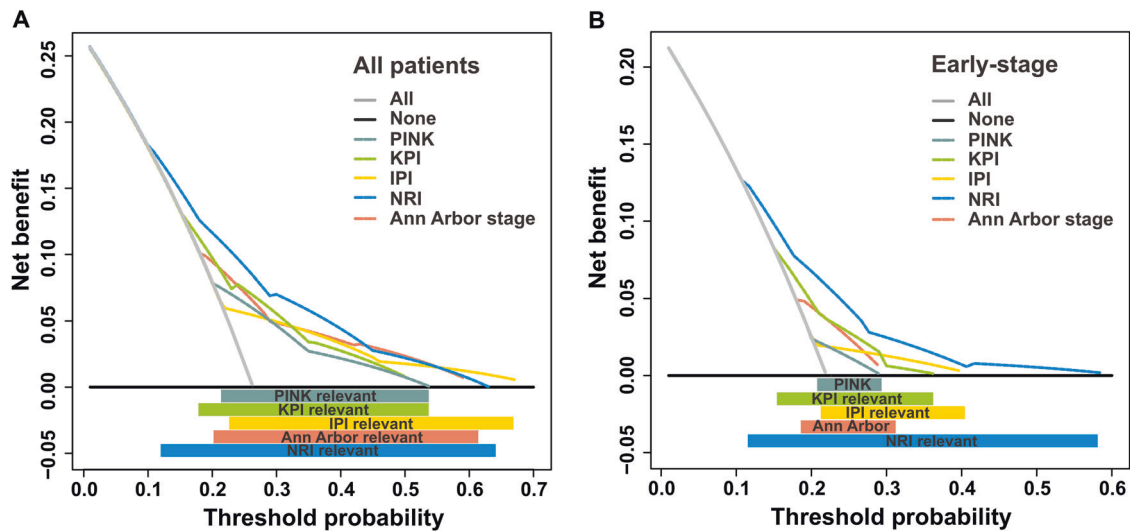 A
All patients
All
None
PINK
KPI
IPI
NRI
Ann Arbor stage
Net benefit
0.25
0.20
0.15
0.10
0.05
0.00
−0.05
PINK relevant
KPI relevant
IPI relevant
Ann Arbor relevant
NRI relevant
0.0 0.1 0.2 0.3 0.4 0.5 0.6 0.7
Threshold probability
B
Early-stage
All
None
PINK
KPI
IPI
NRI
Ann Arbor stage
Net benefit
0.20
0.15
0.10
0.05
0.00
−0.05
PINK
KPI relevant
IPI relevant
Ann Arbor
NRI relevant
0.0 0.1 0.2 0.3 0.4 0.5 0.6
Threshold probability